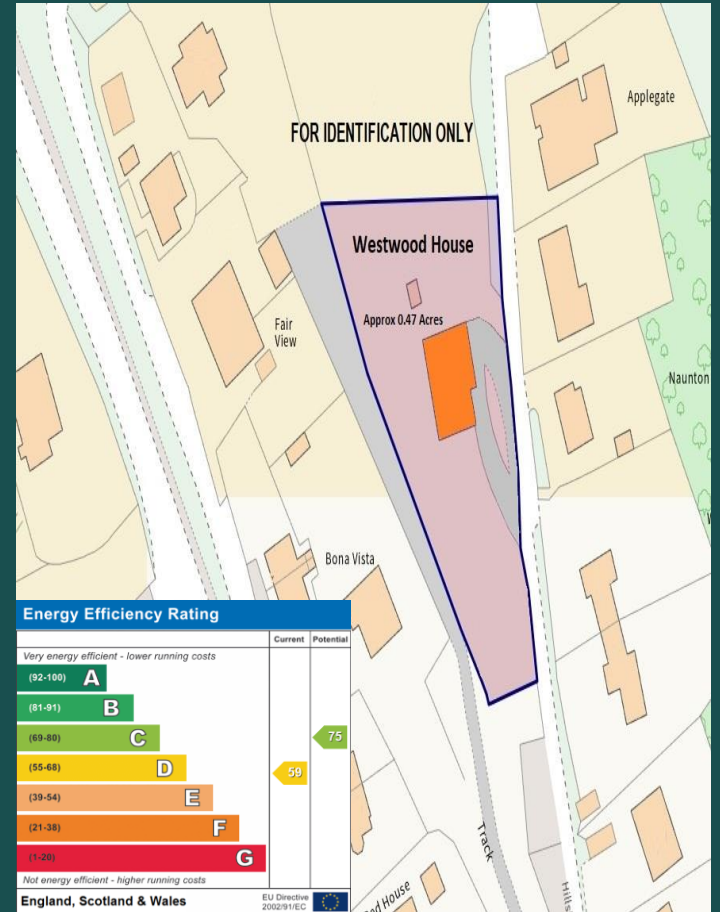 Applegate
FOR IDENTIFICATION ONLY
Westwood House
Approx 0.47 Acres
Fair
View
Naunton
Bona Vista
Energy Efficiency Rating
Current Potential
Very energy efficient - lower running costs
(92-100) A
(81-91) B
(69-80) C
75
(55-68) D
59
(39-54) E
(21-38) F
(1-20) G
Not energy efficient - higher running costs
England, Scotland & Wales
EU Directive
2002/91/EC
Track
House
Hills